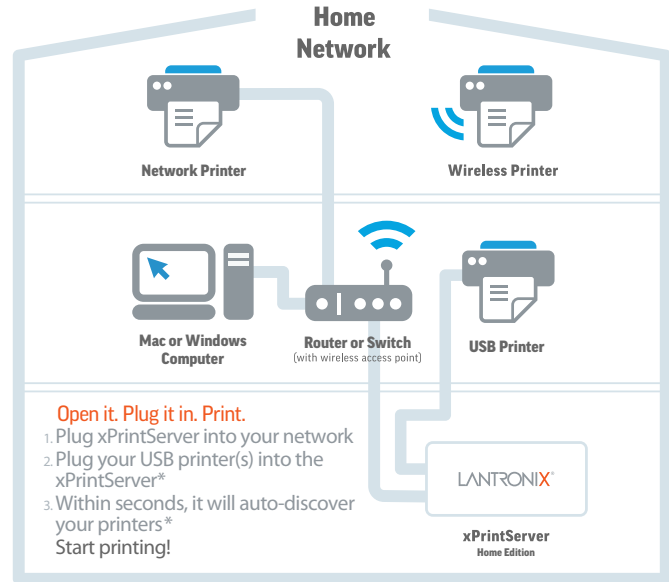 Home
Network
Network Printer
Wireless Printer
Mac or Windows
Computer
Router or Switch
(with wireless access point)
USB Printer
Open it. Plug it in. Print.
1. Plug xPrintServer into your network
2. Plug your USB printer(s) into the
xPrintServer*
3. Within seconds, it will auto-discover
your printers*
Start printing!
LANTRONIX®
xPrintServer
Home Edition